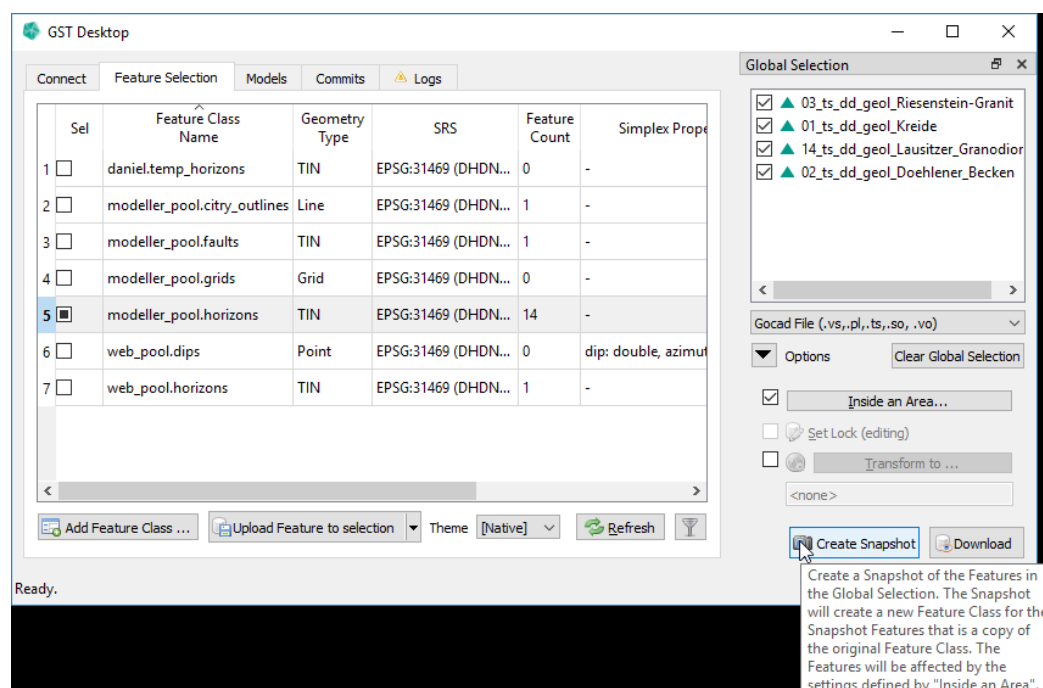 GST Desktop
Connect Feature Selection Models Commits Logs
Sel Feature Class Name Geometry Type SRS Feature Count Simplex Prope
1 daniel.temp_horizons TIN EPSG:31469 (DHDN... 0 -
2 modeller_pool.citry_outlines Line EPSG:31469 (DHDN... 1 -
3 modeller_pool.faults TIN EPSG:31469 (DHDN... 1 -
4 modeller_pool.grids Grid EPSG:31469 (DHDN... 0 -
5 modeller_pool.horizons TIN EPSG:31469 (DHDN... 14 -
6 web_pool.dips Point EPSG:31469 (DHDN... 0 dip: double, azimut
7 web_pool.horizons TIN EPSG:31469 (DHDN... 1 -
Add Feature Class ... Upload Feature to selection Theme [Native] Refresh
Ready.
Global Selection
03_ts_dd_geol_Riesenstein-Granit
01_ts_dd_geol_Kreide
14_ts_dd_geol_Lausitzer_Granodior
02_ts_dd_geol_Doehlener_Becken
Gocad File (.vs,.pl,.ts,.so, .vo)
Options Clear Global Selection
Inside an Area...
Set Lock (editing)
Transform to ...
<none>
Create Snapshot Download
Create a Snapshot of the Features in
the Global Selection. The Snapshot
will create a new Feature Class for the
Snapshot Features that is a copy of
the original Feature Class. The
Features will be affected by the
settings defined by "Inside an Area".